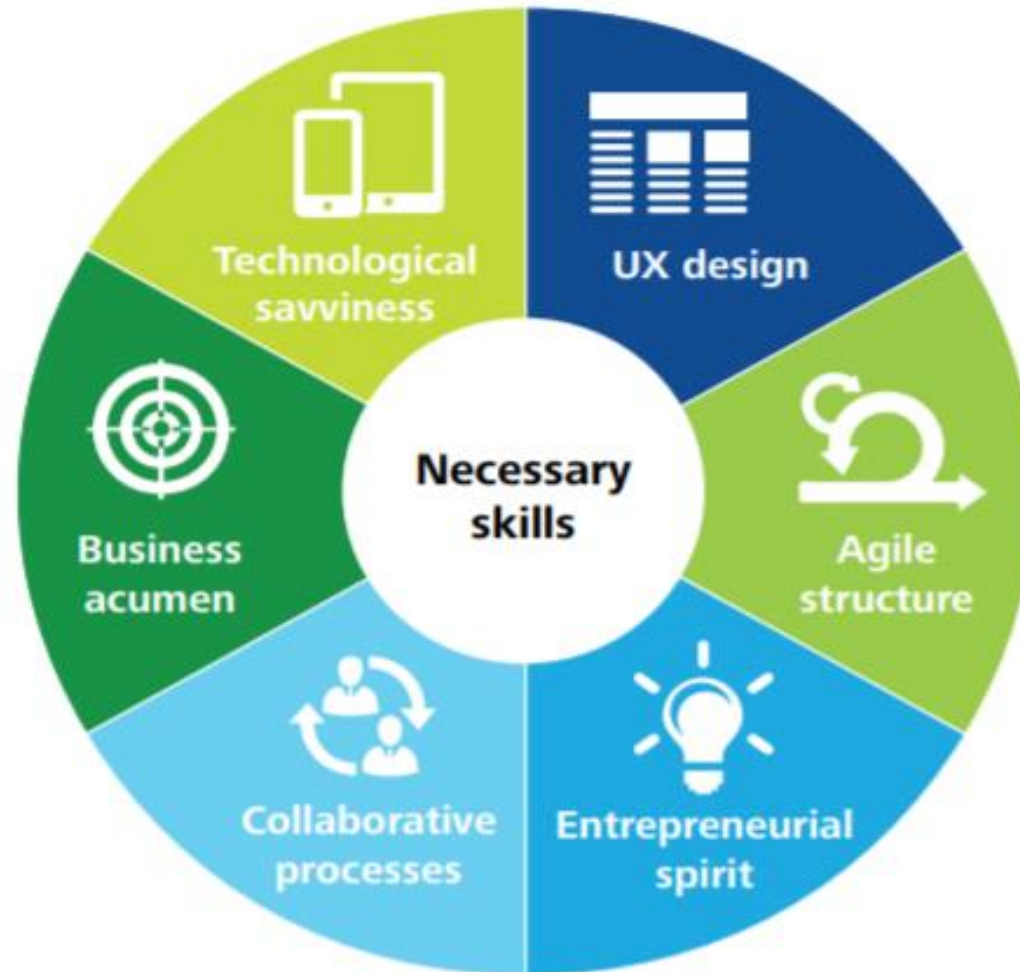 Technological
savviness
UX design
Business
acumen
Necessary
skills
Agile
structure
Collaborative
processes
Entrepreneurial
spirit